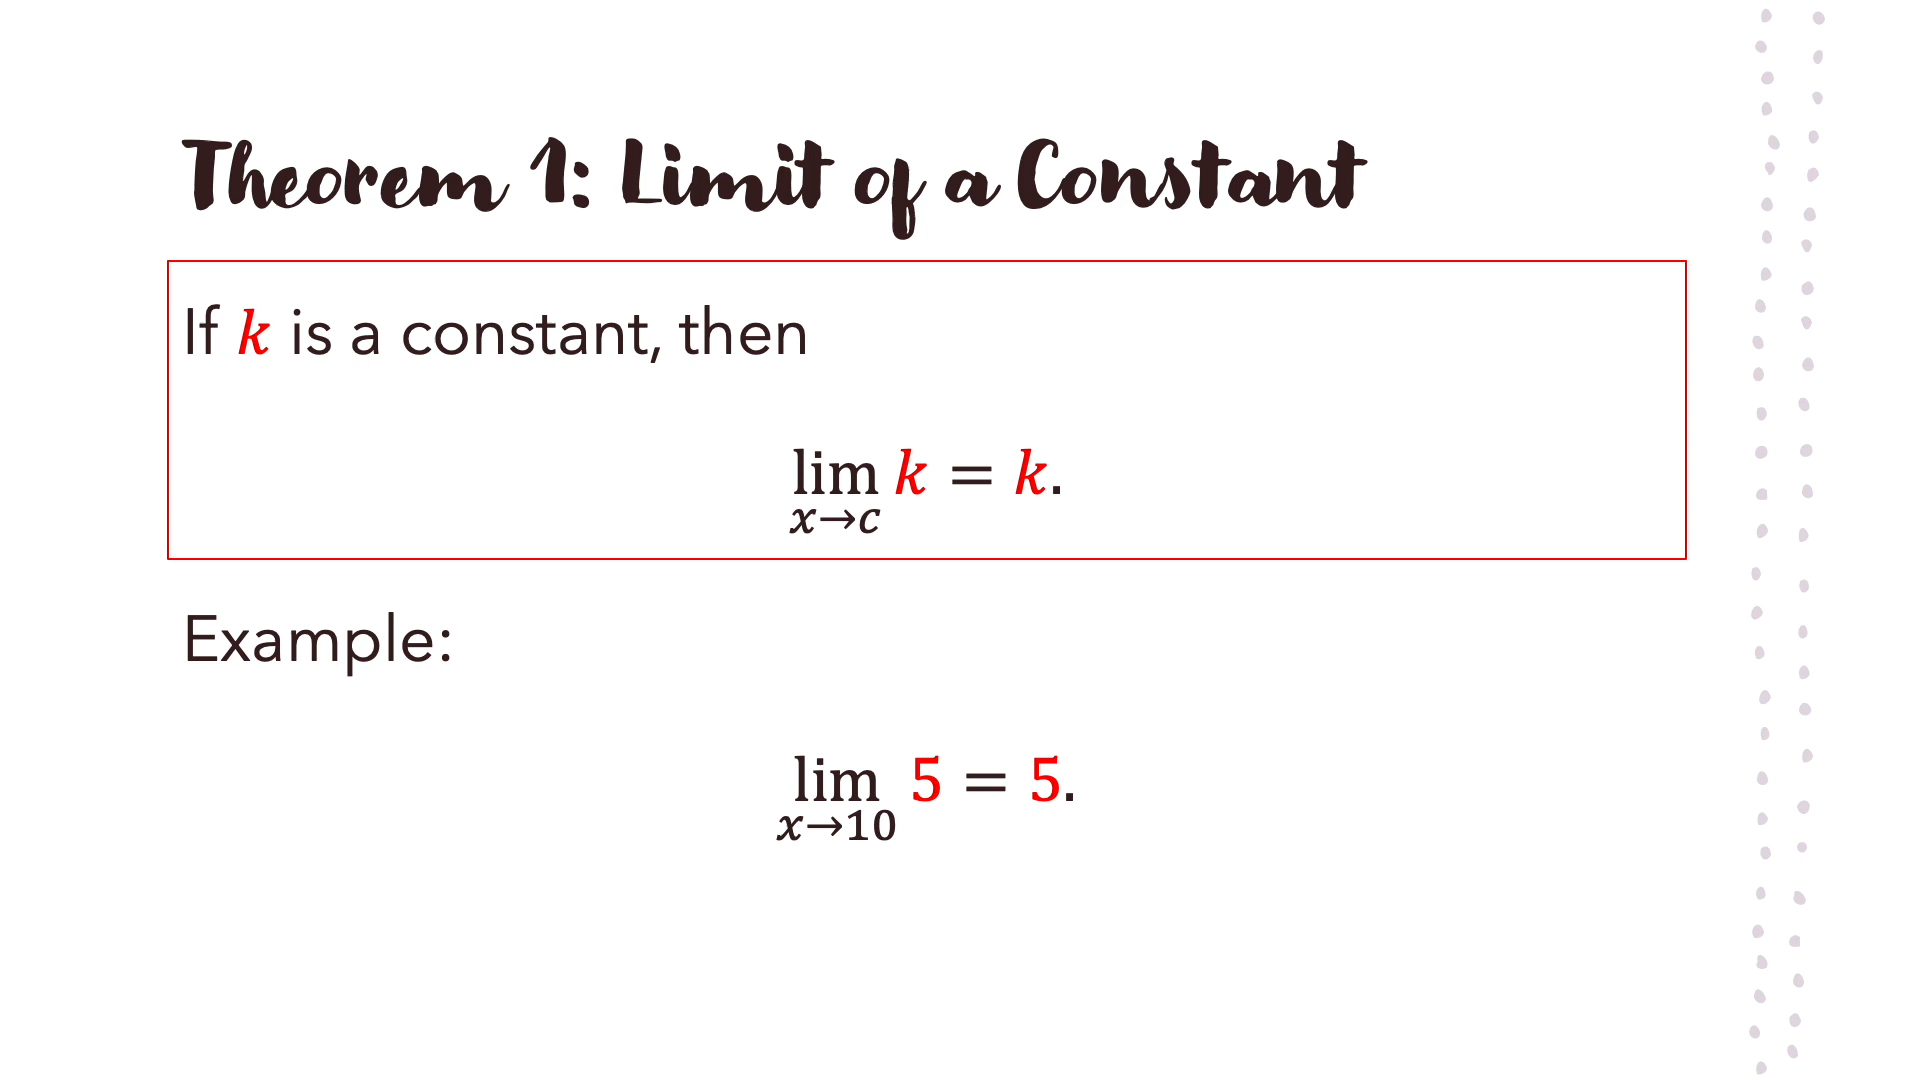 Theorem 1: Limit of a Constant
If k is a constant, then
lim k = k.
x→c
Example:
lim 5 = 5.
x→10